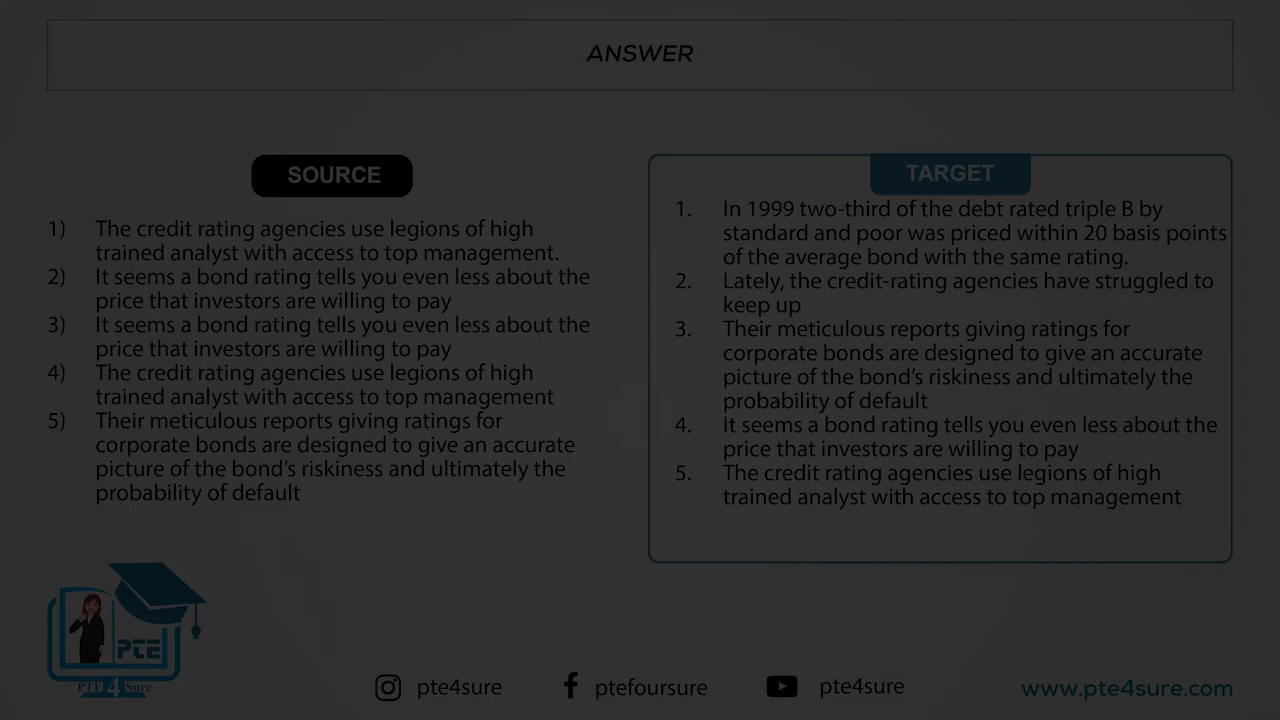 ANSWER
SOURCE
1) The credit rating agencies use legions of high
trained analyst with access to top management.
2) It seems a bond rating tells you even less about the
price that investors are willing to pay
3) It seems a bond rating tells you even less about the
price that investors are willing to pay
4) The credit rating agencies use legions of high
trained analyst with access to top management
5) Their meticulous reports giving ratings for
corporate bonds are designed to give an accurate
picture of the bond's riskiness and ultimately the
probability of default
TARGET
1. In 1999 two-third of the debt rated triple B by
standard and poor was priced within 20 basis points
of the average bond with the same rating.
2. Lately, the credit-rating agencies have struggled to
keep up
3. Their meticulous reports giving ratings for
corporate bonds are designed to give an accurate
picture of the bond's riskiness and ultimately the
probability of default
4. It seems a bond rating tells you even less about the
price that investors are willing to pay
5. The credit rating agencies use legions of high
trained analyst with access to top management
PTE
PTE 4 Sure
pte4sure
ptefoursure
pte4sure
www.pte4sure.com